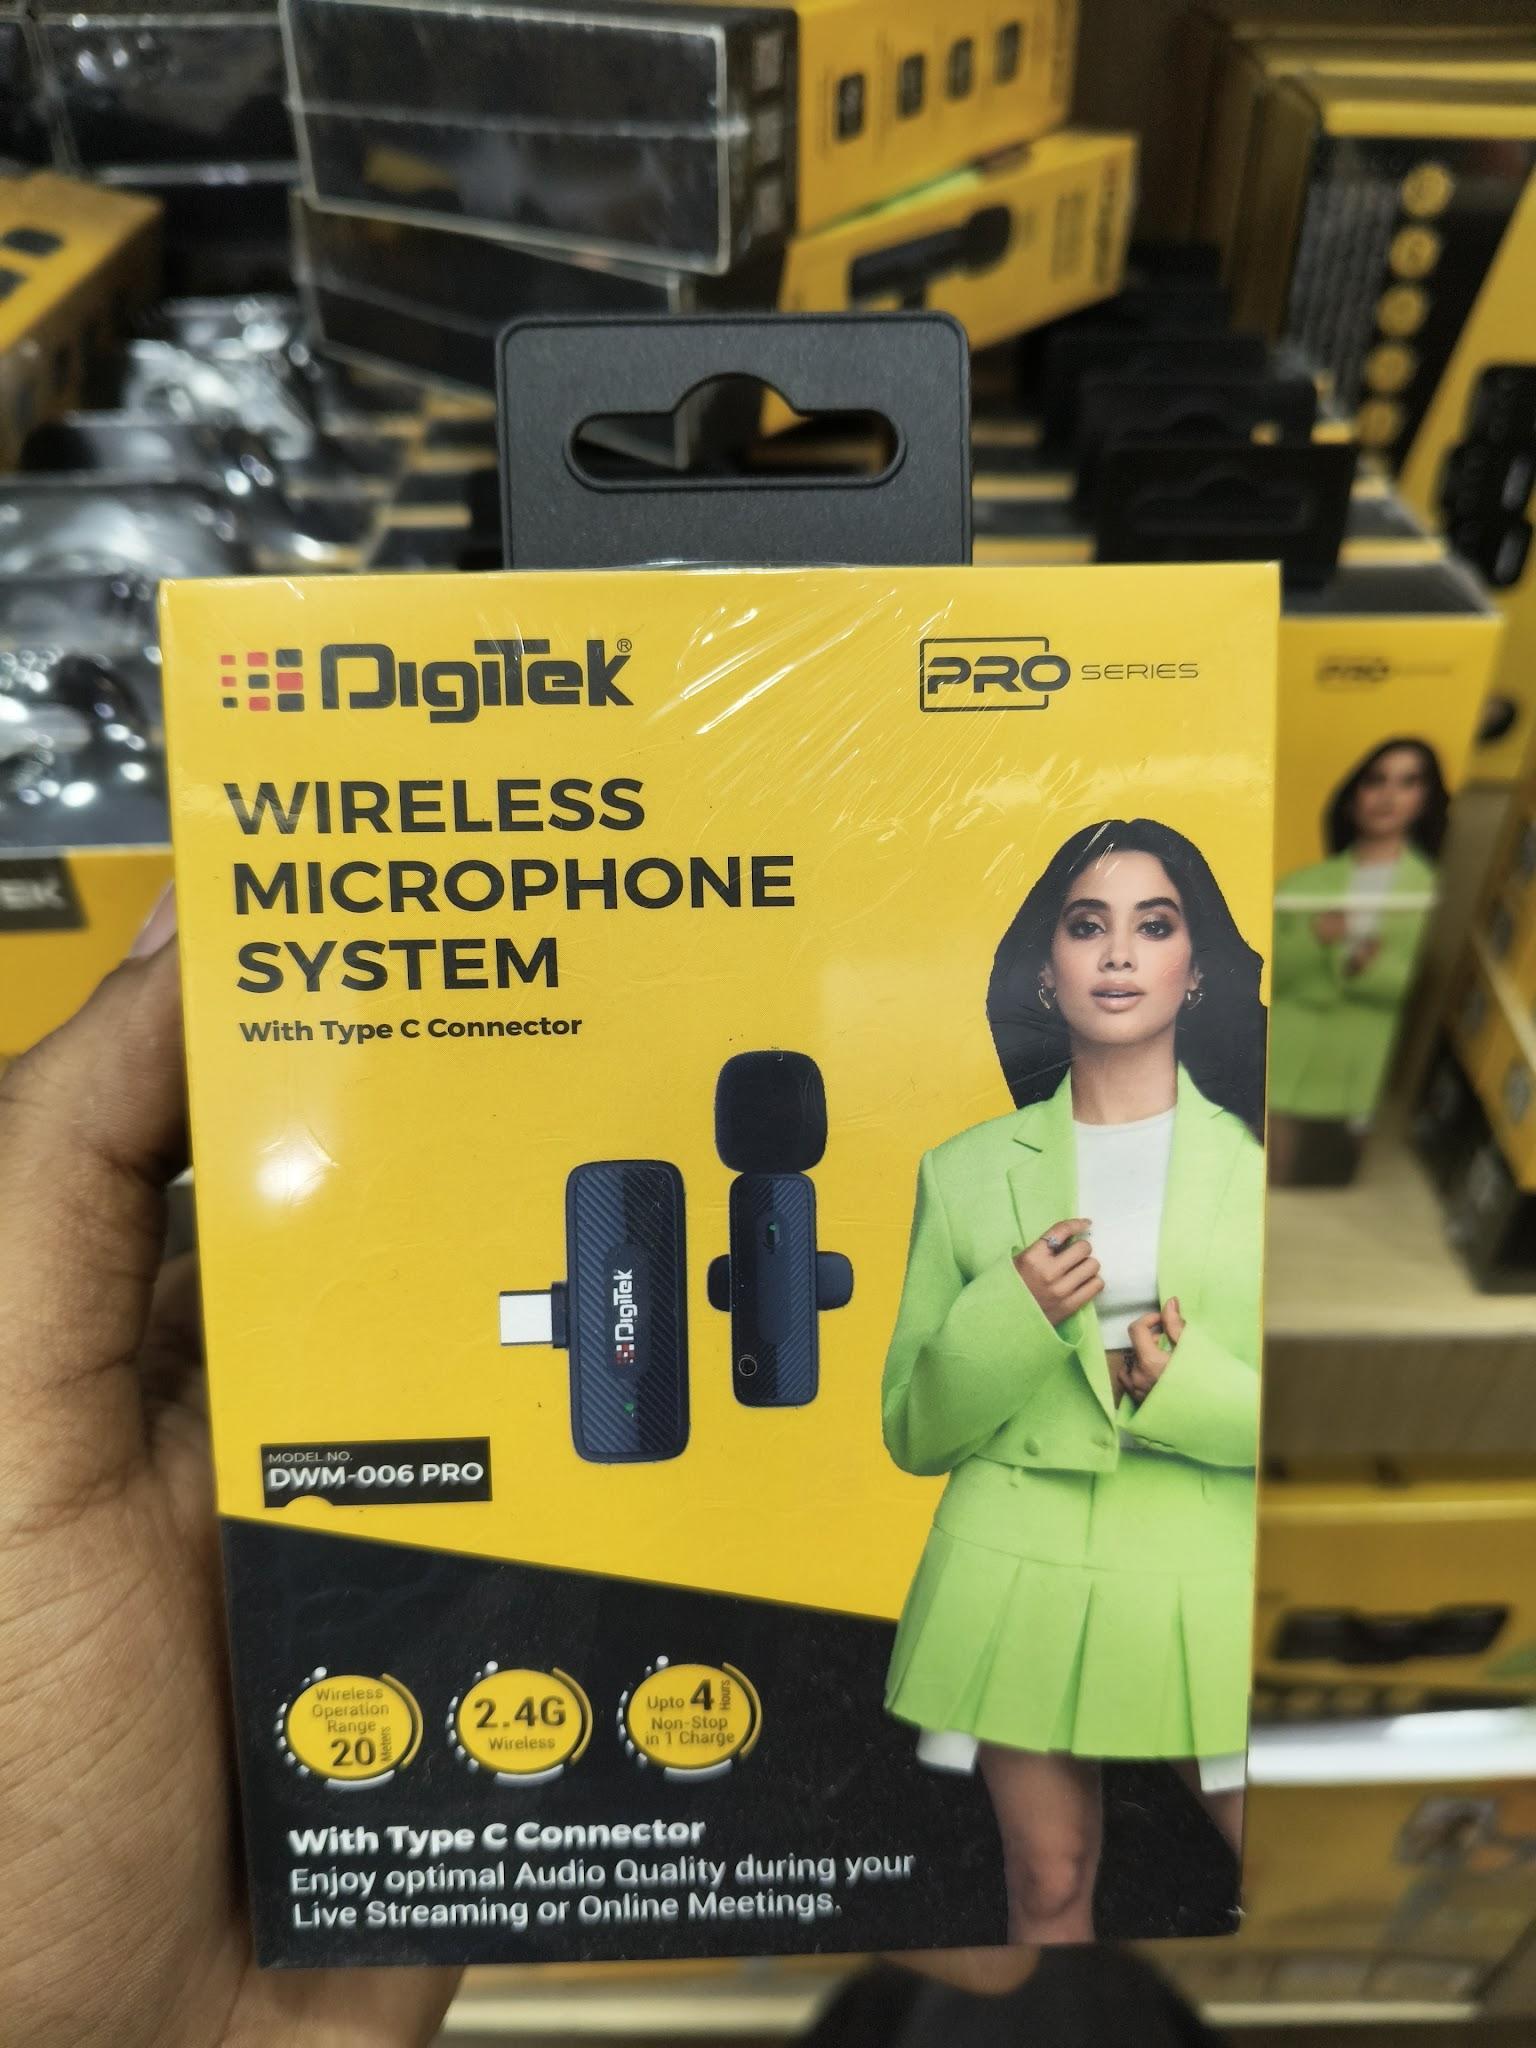 DigiTek®
PRO SERIES
WIRELESS
MICROPHONE
SYSTEM
With Type C Connector
DigiTek
MODEL NO.
DWM-006 PRO
Wireless
Operation
Range
20 Meters
2.4G
Wireless
Upto 4 Hours
Non-Stop
in 1 Charge
With Type C Connector
Enjoy optimal Audio Quality during your
Live Streaming or Online Meetings.
PRO
EK